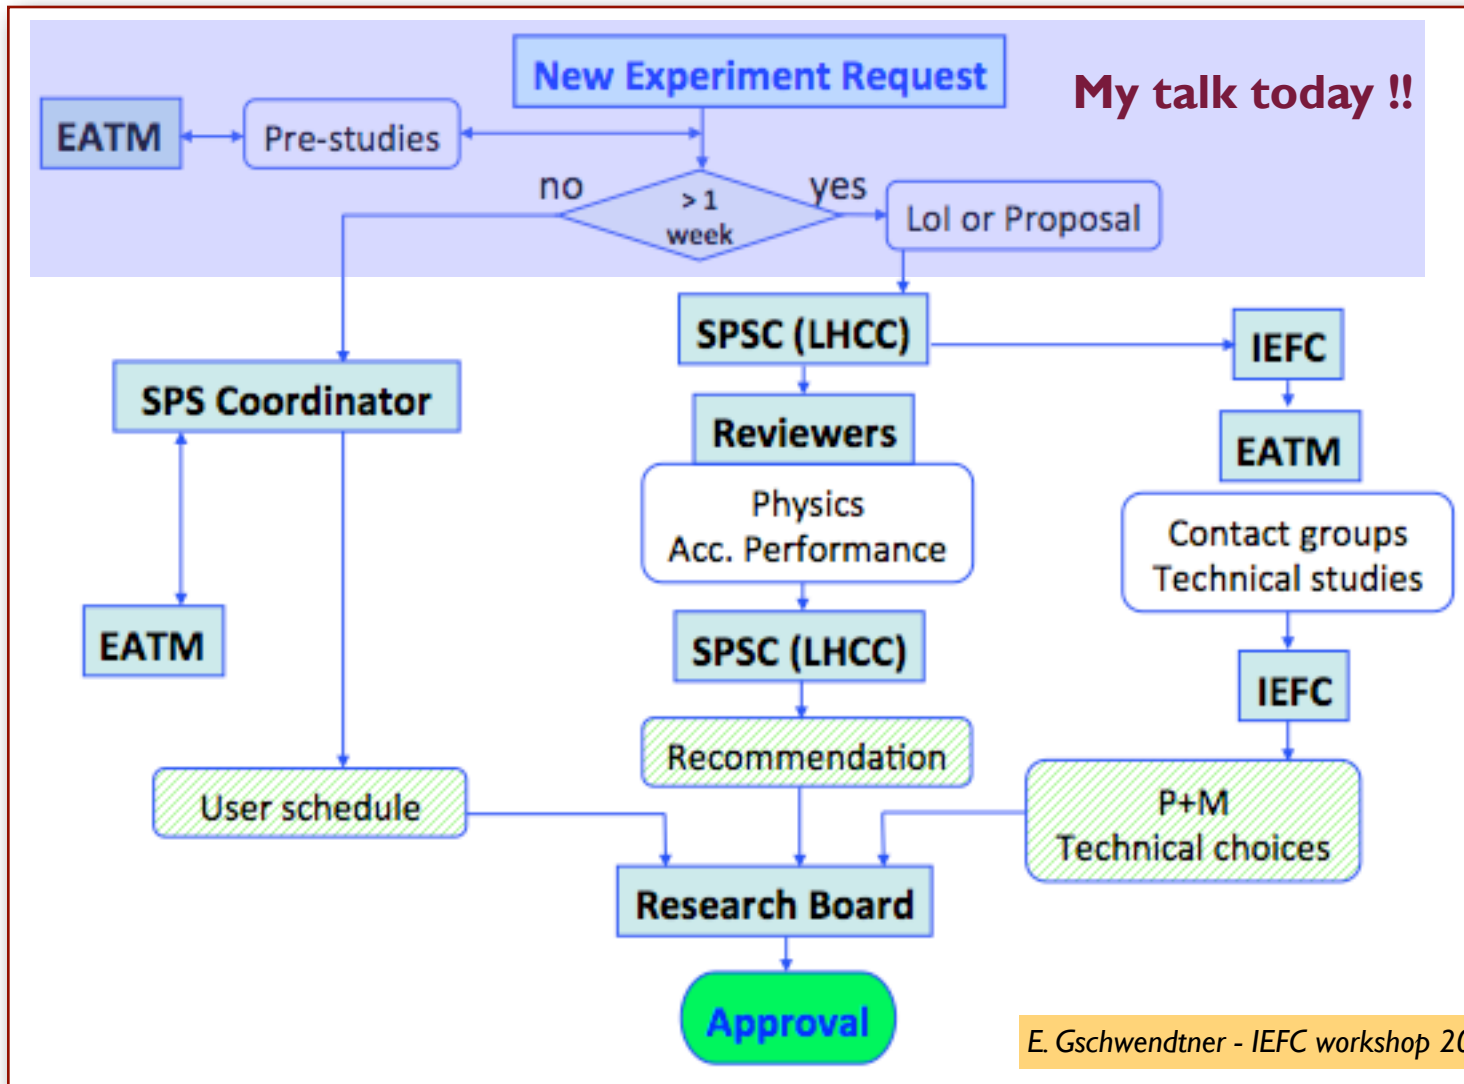 New Experiment Request
My talk today !!
EATM
Pre-studies
no
> 1
week
yes
LoI or Proposal
SPSC (LHCC)
IEFC
SPS Coordinator
Reviewers
EATM
Physics
Acc. Performance
Contact groups
Technical studies
EATM
SPSC (LHCC)
IEFC
Recommendation
User schedule
P+M
Technical choices
Research Board
Approval
E. Gschwendtner - IEFC workshop